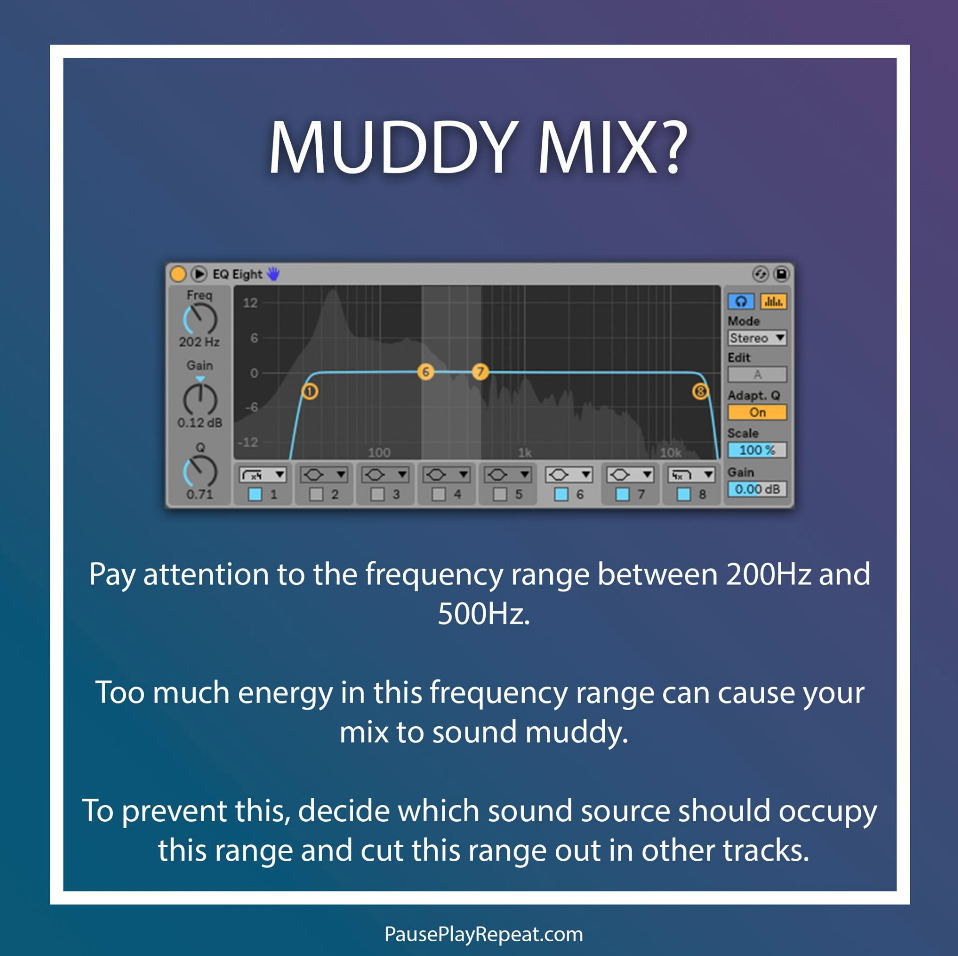 MUDDY MIX?
EQ Eight
Freq
202 Hz
Gain
0.12 dB
Q
0.71
12
6
0
-6
-12
100
1k
10k
1
6
7
8
x4
4x
1
2
3
4
5
6
7
8
Mode
Stereo
Edit
A
Adapt. Q
On
Scale
100 %
Gain
0.00 dB
Pay attention to the frequency range between 200Hz and
500Hz.
Too much energy in this frequency range can cause your
mix to sound muddy.
To prevent this, decide which sound source should occupy
this range and cut this range out in other tracks.
PausePlayRepeat.com